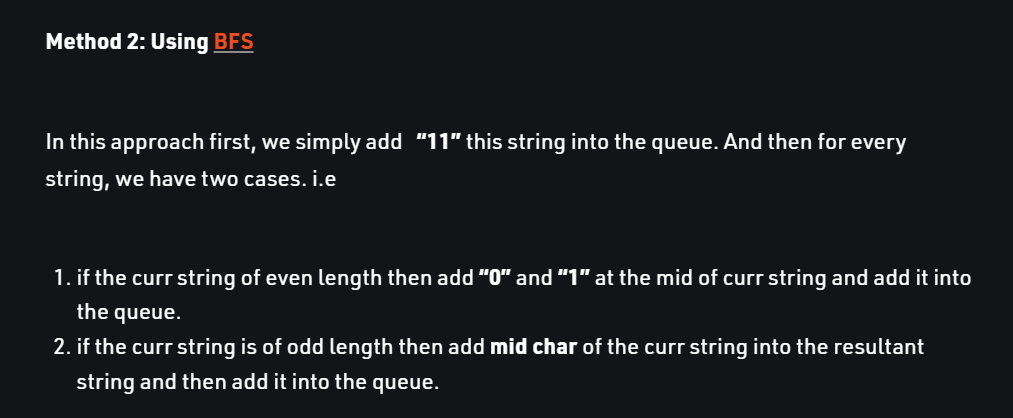 Method 2: Using BFS
In this approach first, we simply add “11” this string into the queue. And then for every
string, we have two cases. i.e
1. if the curr string of even length then add “0” and “1” at the mid of curr string and add it into
the queue.
2. if the curr string is of odd length then add mid char of the curr string into the resultant
string and then add it into the queue.